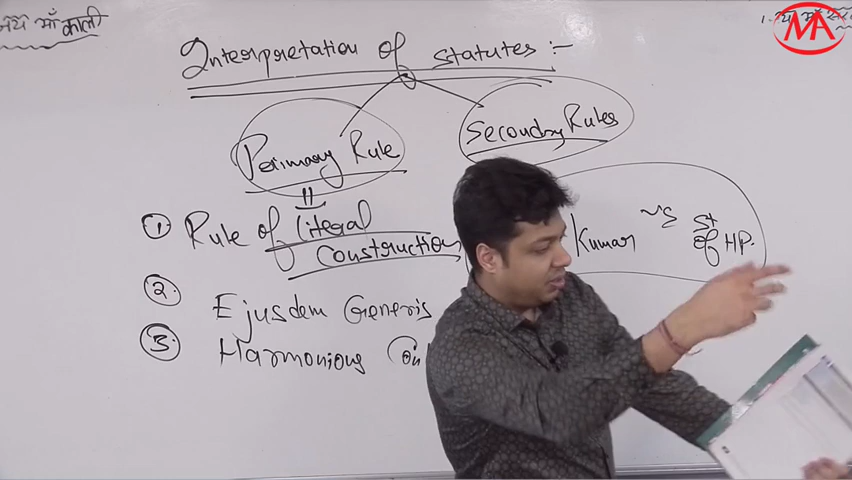 जय माँ काली
MA
Interpretation of statutes :-
Primary Rule
Secondary Rules
① Rule of literal construction
Kumar vs St of HP.
②. Ejusdem Generis
③. Harmonious